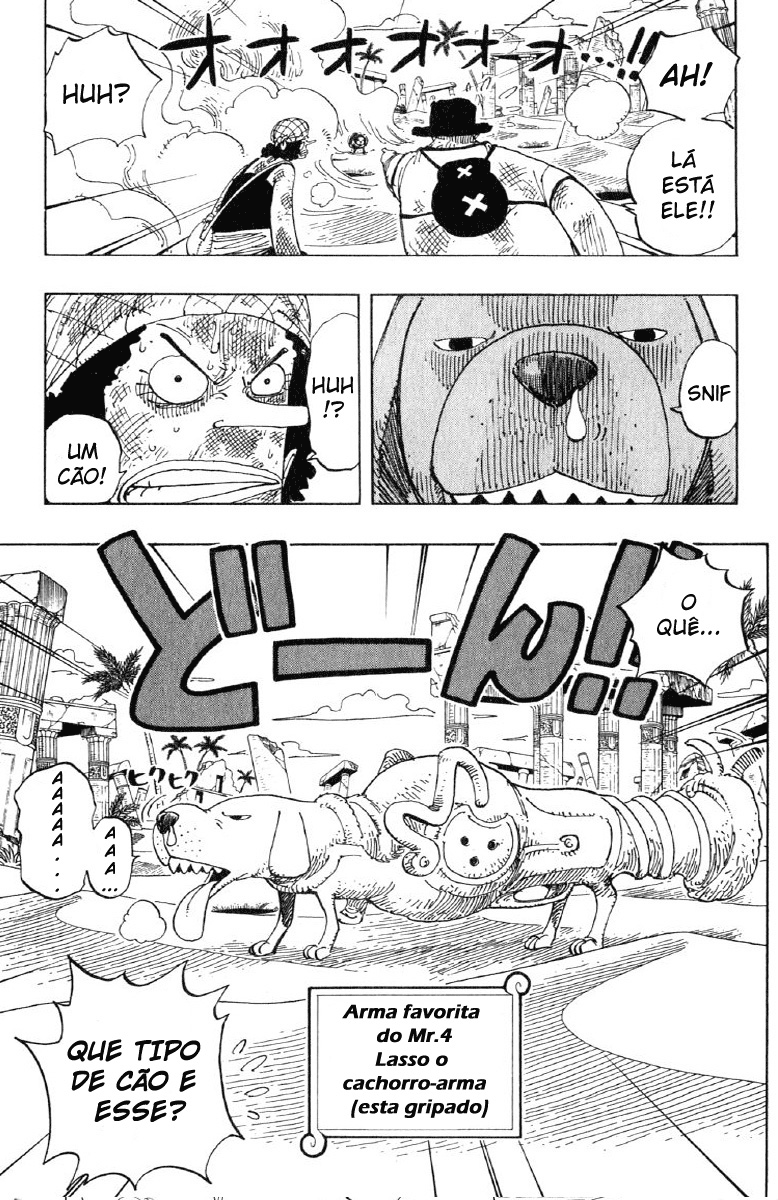 オオオオオオ...!!
AH!
HUH?
LÁ
ESTÁ
ELE!!
SNIF
HUH
!?
UM
CÃO!
O
QUÊ...
どーん!!
ヒクヒク
AAA...
AAAAA...
QUE TIPO
DE CÃO E
ESSE?
Arma favorita
do Mr.4
Lasso o
cachorro-arma
(esta gripado)